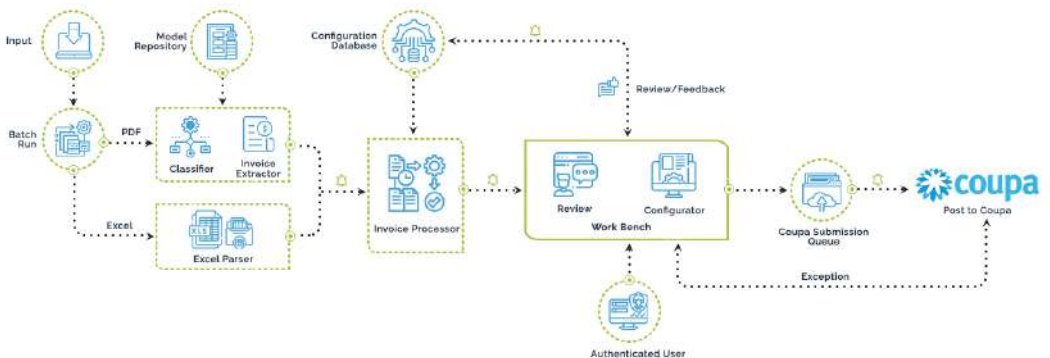 Input
Model
Repository
Configuration
Database
Review/Feedback
Batch
Run
PDF
Classifier
Invoice
Extractor
Excel
XLS
Excel Parser
Invoice Processor
Review
Configurator
Work Bench
Coupa Submission
Queue
coupa
Post to Coupa
Exception
Authenticated User